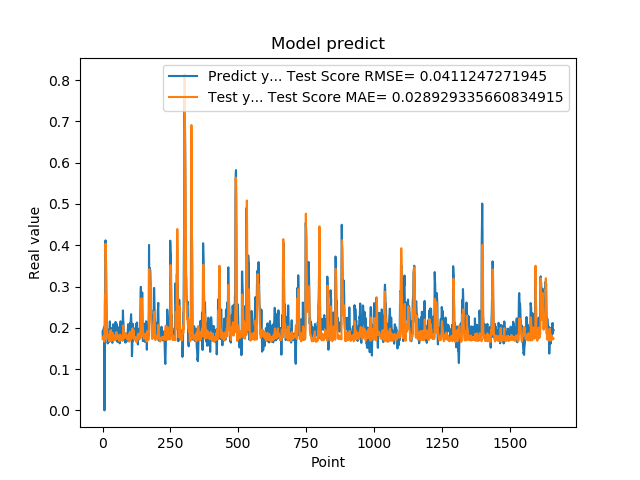 Model predict
Predict y... Test Score RMSE= 0.0411247271945
Test y... Test Score MAE= 0.028929335660834915
Real value
0.8
0.7
0.6
0.5
0.4
0.3
0.2
0.1
0.0
0 250 500 750 1000 1250 1500
Point